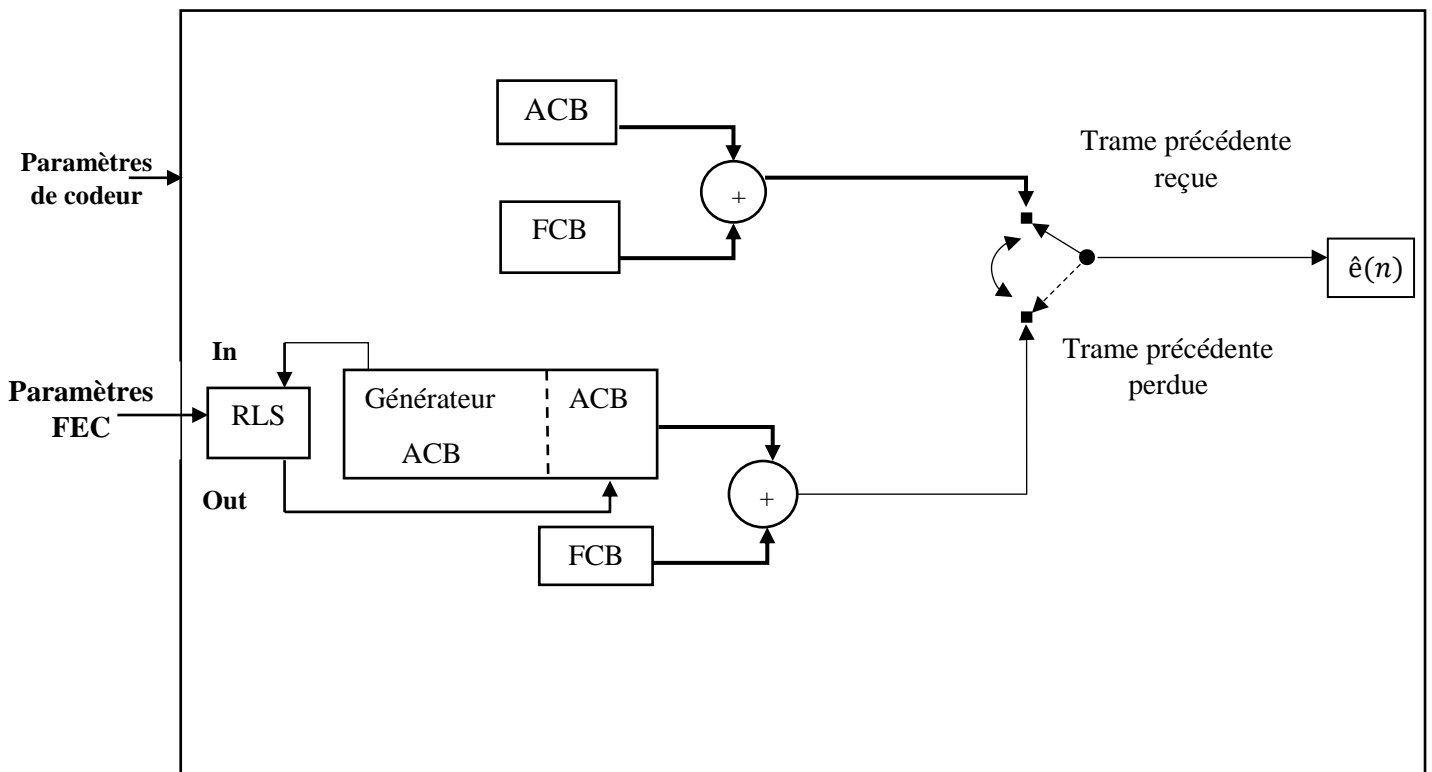 ACB
Trame précédente
reçue
Paramètres
de codeur
+
FCB
ê(n)
In
Trame précédente
perdue
Paramètres
FEC
RLS
Générateur
ACB
ACB
Out
+
FCB